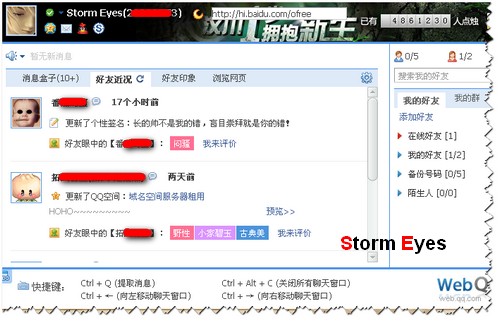 Storm Eyes(2 3) http://hi.baidu.com/ofree
拥抱新生 已有 4861230 人点烛
暂无新消息 0/5 1/2
消息盒子(10+) 好友近况 好友印象 浏览网页
搜索我的好友
番 17个小时前
更新了个性签名：长的帅不是我的错，盲目崇拜就是你的错!
好友眼中的【番 】： 闷骚 我来评价
拓 两天前
更新了QQ空间：域名空间服务器租用
HOHO~~~~~~~~~ 预览>>
好友眼中的【拓 】： 野性 小家碧玉 古典美 我来评价
我的好友 我的群
添加好友
在线好友 [1]
我的好友 [1/2]
备份号码 [0/5]
陌生人 [0/0]
Storm Eyes
快捷键： Ctrl + Q (提取消息) Ctrl + Alt + C (关闭所有聊天窗口)
Ctrl + ← (向左移动聊天窗口) Ctrl + → (向右移动聊天窗口)
WebQ
web.qq.com